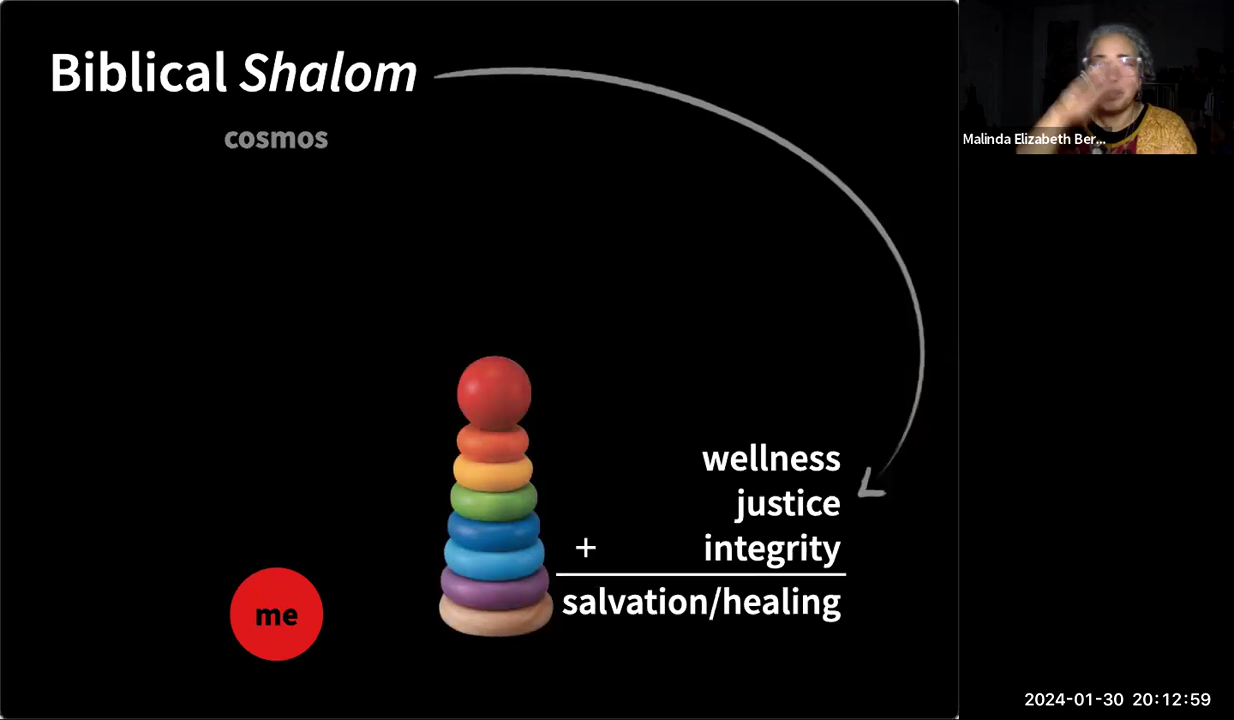 Biblical Shalom
cosmos
wellness
justice
+ integrity
salvation/healing
me
Malinda Elizabeth Ber...
2024-01-30 20:12:59